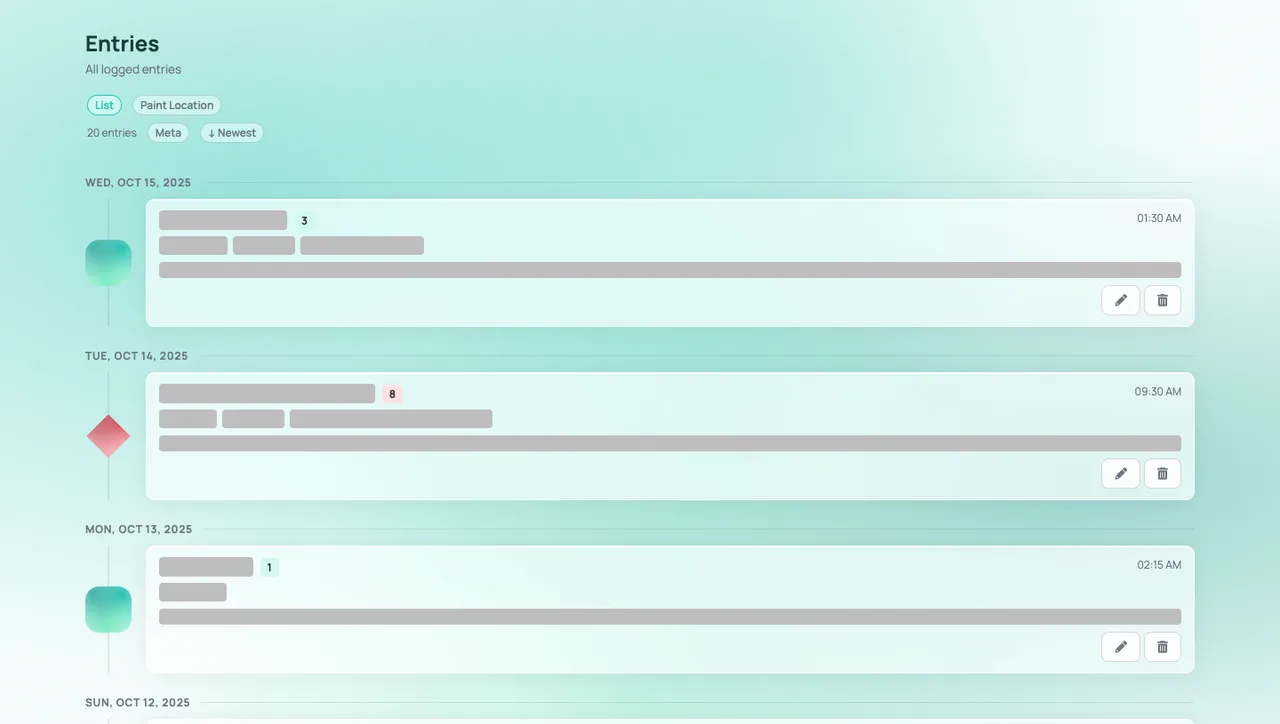 Entries
All logged entries
List Paint Location
20 entries Meta ↓ Newest
WED, OCT 15, 2025
3 01:30 AM
TUE, OCT 14, 2025
8 09:30 AM
MON, OCT 13, 2025
1 02:15 AM
SUN, OCT 12, 2025